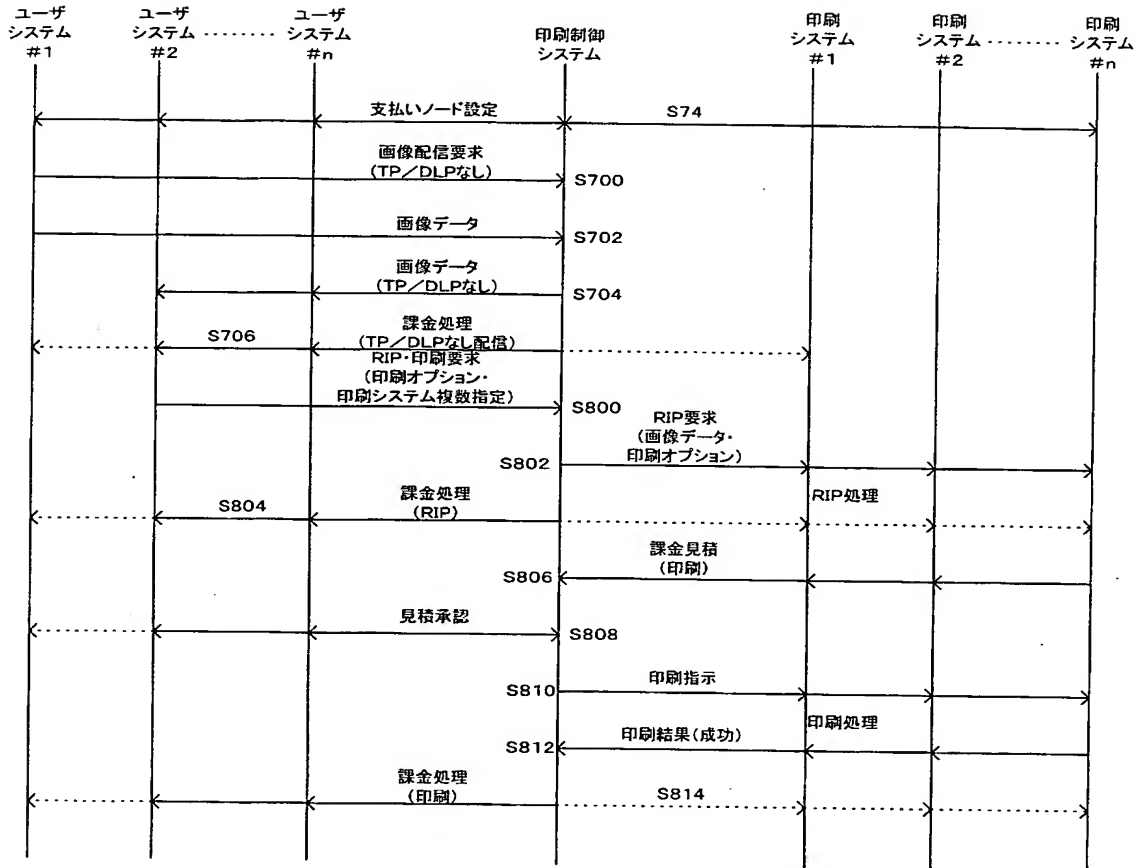 ユーザ
システム
#1
ユーザ
システム
#2
‥‥‥‥
ユーザ
システム
#n
印刷制御
システム
印刷
システム
#1
印刷
システム
#2
‥‥‥‥
印刷
システム
#n
支払いノード設定
S74
画像配信要求
(TP/DLPなし)
S700
画像データ
S702
画像データ
(TP/DLPなし)
S704
課金処理
(TP/DLPなし配信)
S706
RIP・印刷要求
(印刷オプション・
印刷システム複数指定)
S800
RIP要求
(画像データ・
印刷オプション)
S802
課金処理
(RIP)
S804
RIP処理
課金見積
(印刷)
S806
見積承認
S808
印刷指示
S810
印刷処理
印刷結果(成功)
S812
課金処理
(印刷)
S814